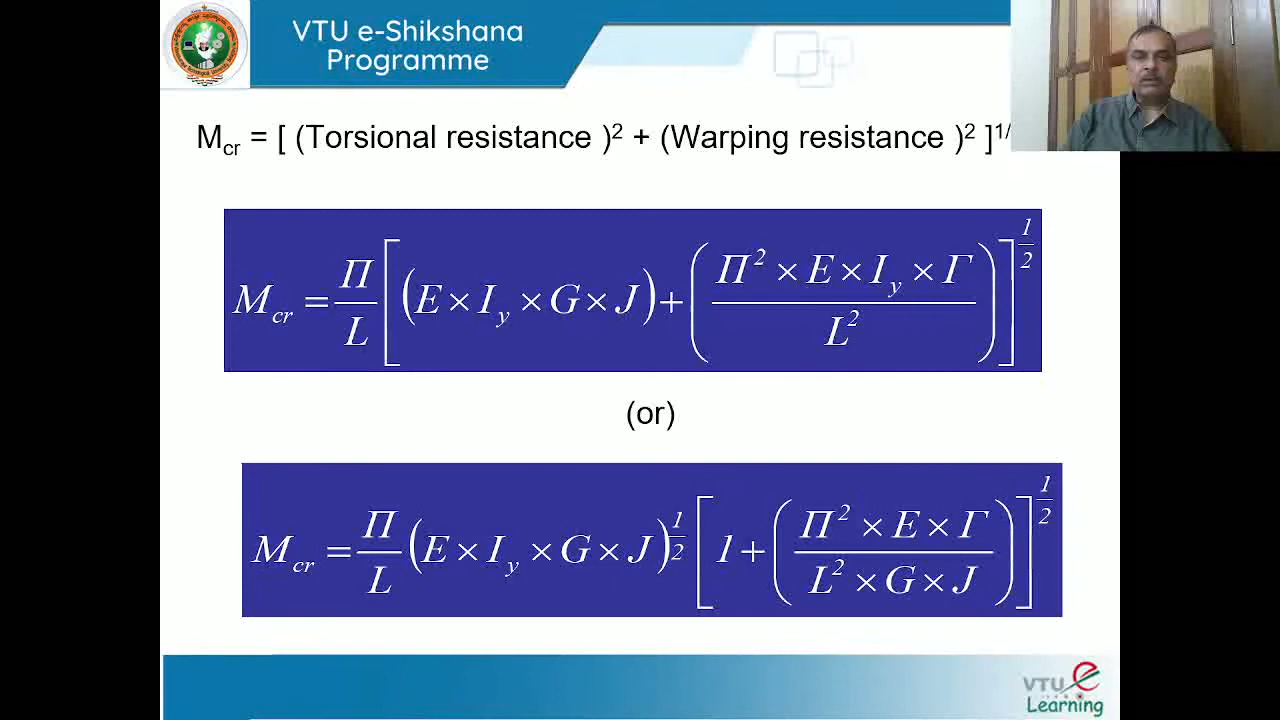 VTU e-Shikshana
Programme
M_cr = [ (Torsional resistance )² + (Warping resistance )² ]^1/
M_cr = Π/L [ (E × I_y × G × J) + ( Π² × E × I_y × Γ / L² ) ]^1/2
(or)
M_cr = Π/L (E × I_y × G × J)^1/2 [ 1 + ( Π² × E × Γ / L² × G × J ) ]^1/2
VTU e
Learning